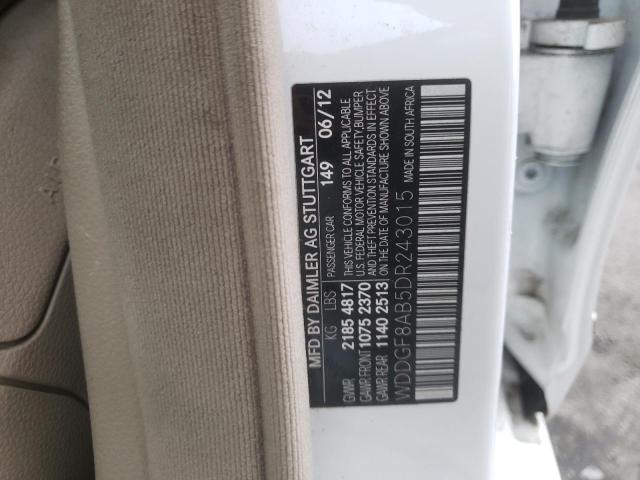 MFD BY DAIMLER AG STUTTGART
KG LBS PASSENGER CAR 149 06/12
GVWR 2185 4817 THIS VEHICLE CONFORMS TO ALL APPLICABLE
GAWR FRONT 1075 2370 U.S. FEDERAL MOTOR VEHICLE SAFETY, BUMPER
GAWR REAR 1140 2513 AND THEFT PREVENTION STANDARDS IN EFFECT
ON THE DATE OF MANUFACTURE SHOWN ABOVE.
WDDGF8AB5DR243015 MADE IN SOUTH AFRICA